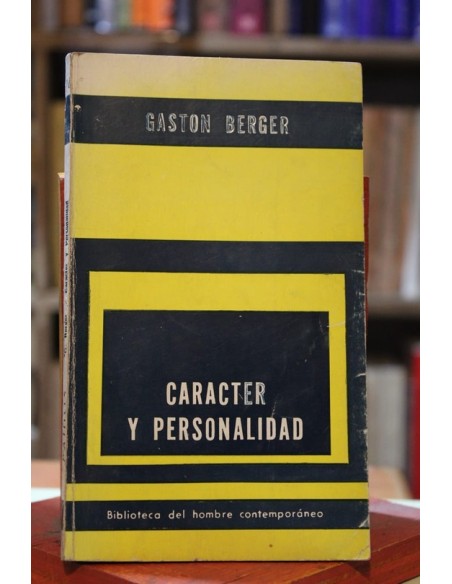 GASTON BERGER
CARACTER
Y PERSONALIDAD
Biblioteca del hombre contemporáneo